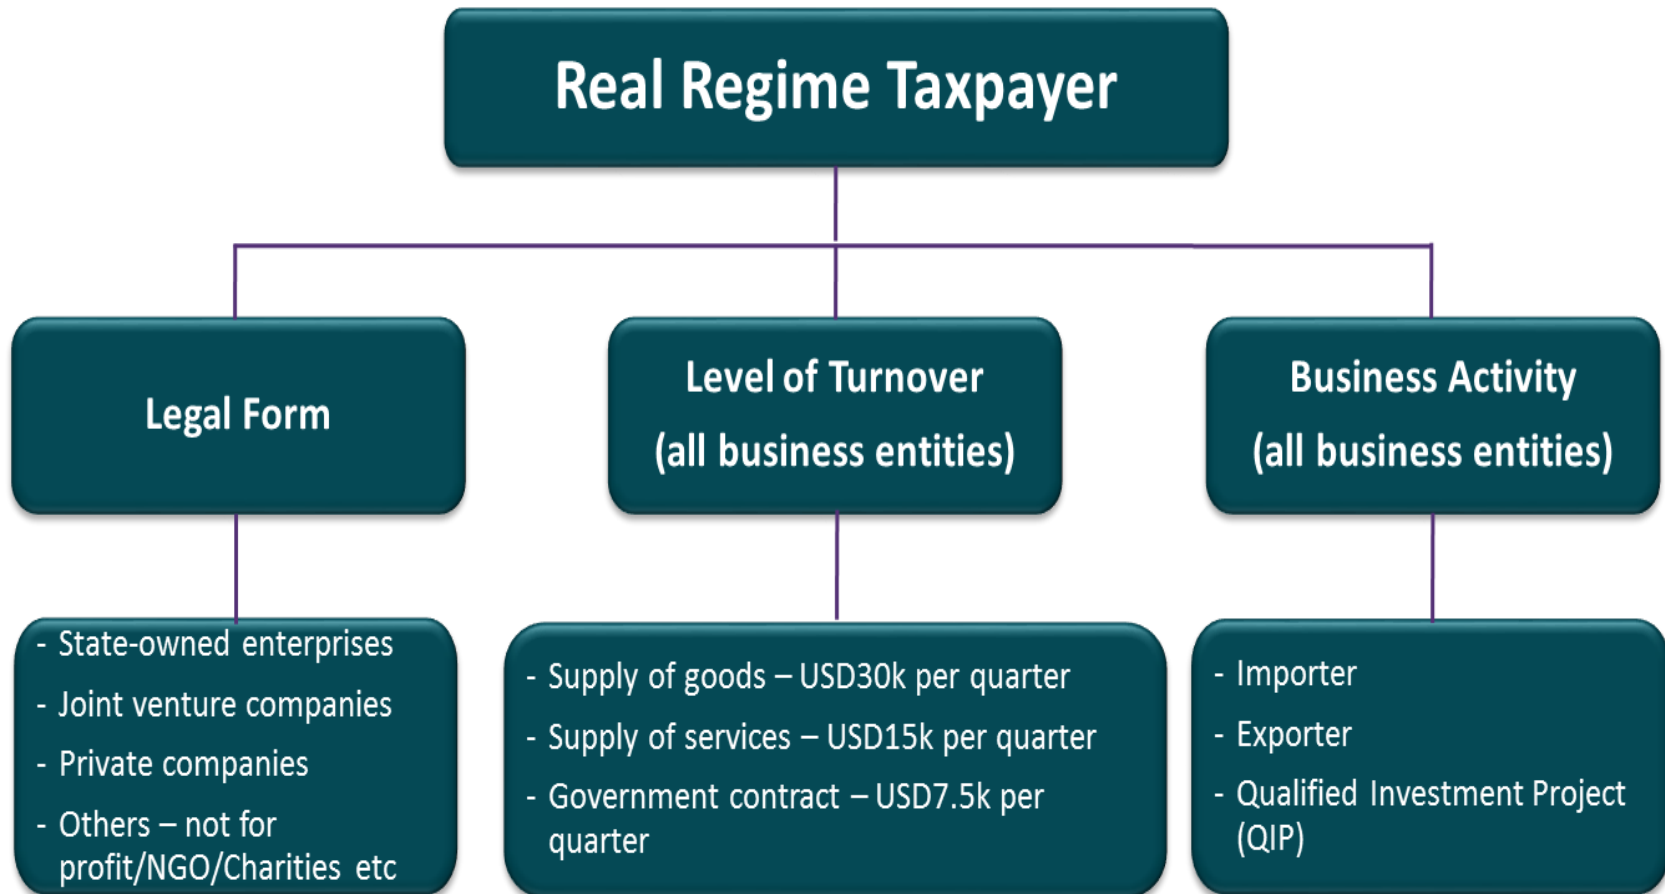 Real Regime Taxpayer
Legal Form
Level of Turnover
(all business entities)
Business Activity
(all business entities)
- State-owned enterprises
- Joint venture companies
- Private companies
- Others – not for
profit/NGO/Charities etc
- Supply of goods – USD30k per quarter
- Supply of services – USD15k per quarter
- Government contract – USD7.5k per
quarter
- Importer
- Exporter
- Qualified Investment Project
(QIP)